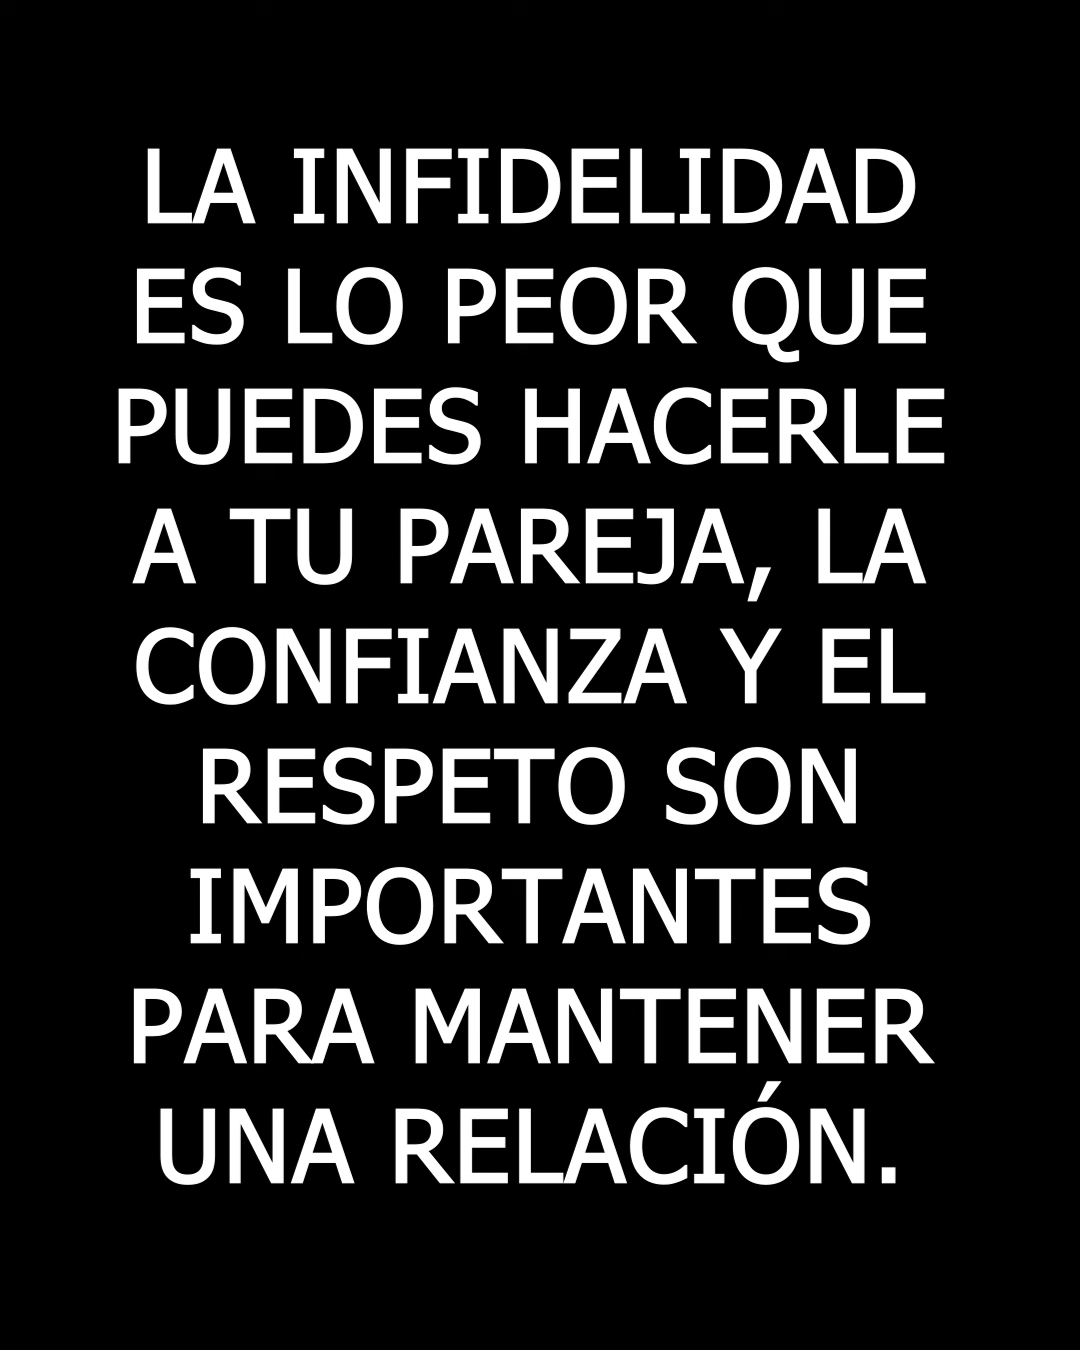 LA INFIDELIDAD
ES LO PEOR QUE
PUEDES HACERLE
A TU PAREJA, LA
CONFIANZA Y EL
RESPETO SON
IMPORTANTES
PARA MANTENER
UNA RELACIÓN.